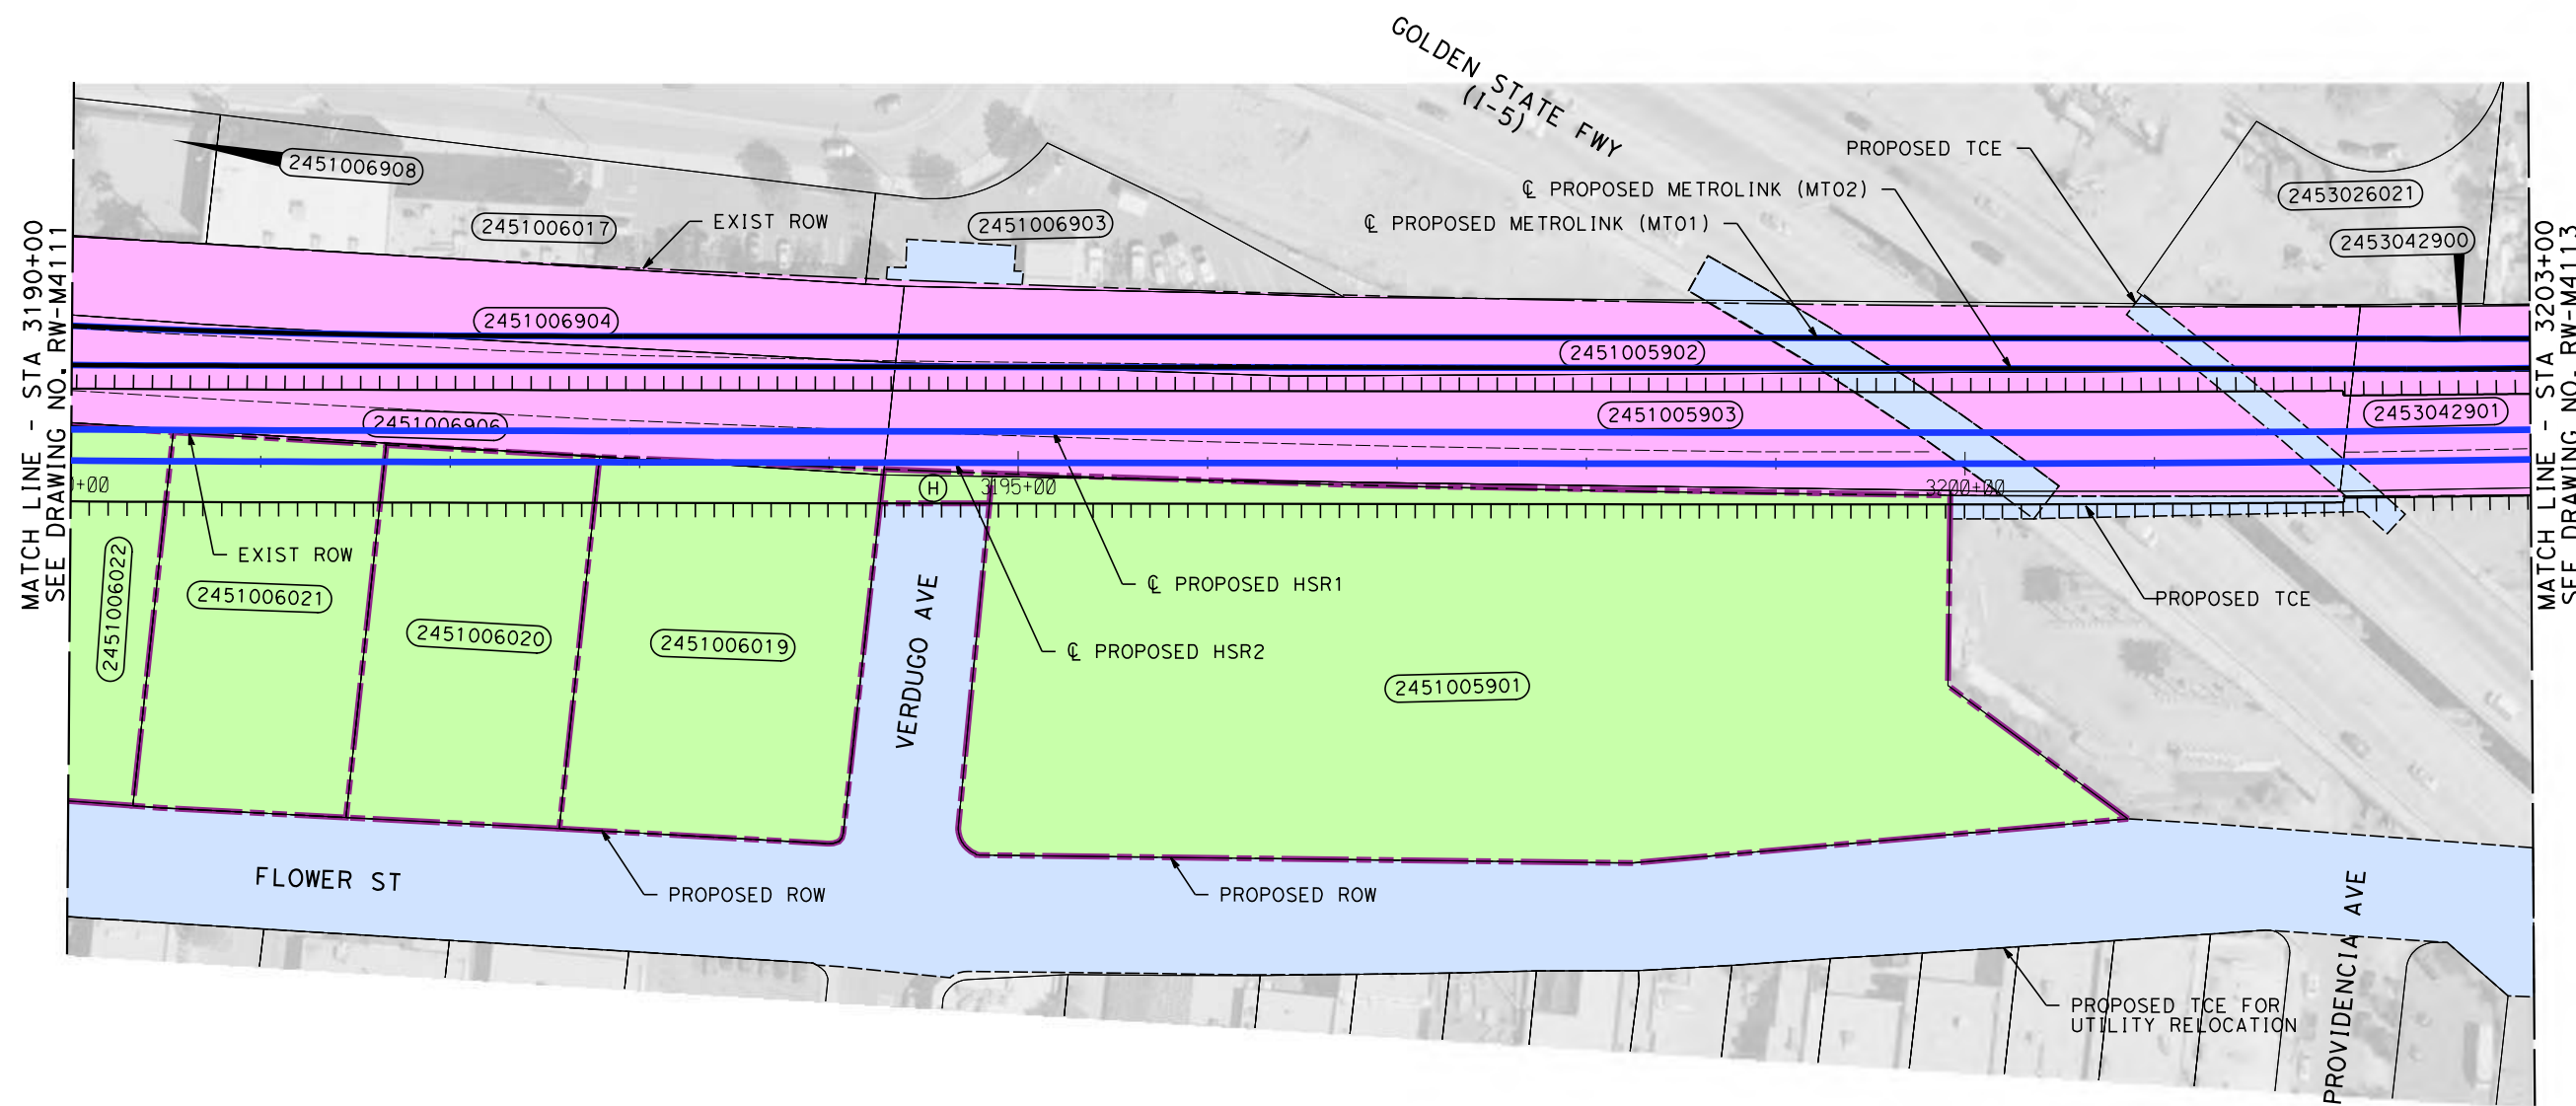 GOLDEN STATE FWY
(I-5)
PROPOSED TCE
℄ PROPOSED METROLINK (MT02)
℄ PROPOSED METROLINK (MT01)
2451006908
2451006017
EXIST ROW
2451006903
2453026021
2453042900
MATCH LINE - STA 3190+00
SEE DRAWING NO. RW-M4111
MATCH LINE - STA 3203+00
SEE DRAWING NO. RW-M4113
2451006904
2451005902
2451006906
2451005903
2453042901
+00
H
3195+00
3200+00
EXIST ROW
2451006022
2451006021
2451006020
2451006019
VERDUGO AVE
℄ PROPOSED HSR1
℄ PROPOSED HSR2
2451005901
PROPOSED TCE
FLOWER ST
PROPOSED ROW
PROPOSED ROW
PROVIDENCIA AVE
PROPOSED TCE FOR
UTILITY RELOCATION